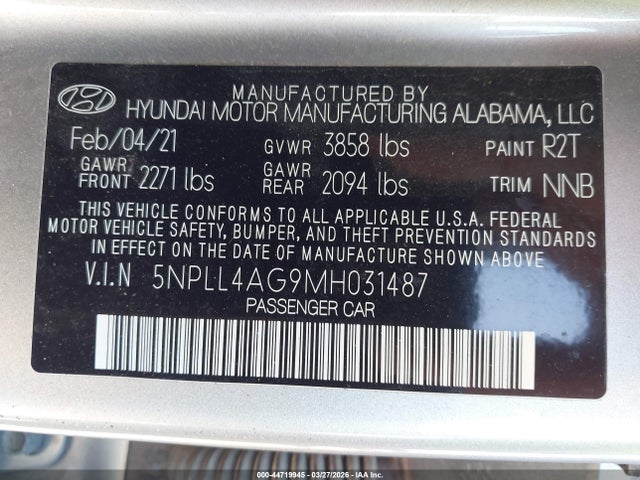 MANUFACTURED BY
HYUNDAI MOTOR MANUFACTURING ALABAMA, LLC
Feb/04/21 GVWR 3858 lbs PAINT R2T
GAWR FRONT 2271 lbs GAWR REAR 2094 lbs TRIM NNB
THIS VEHICLE CONFORMS TO ALL APPLICABLE U.S.A. FEDERAL
MOTOR VEHICLE SAFETY, BUMPER, AND THEFT PREVENTION STANDARDS
IN EFFECT ON THE DATE OF MANUFACTURE SHOWN ABOVE.
V.I.N 5NPLL4AG9MH031487
PASSENGER CAR
000-44719945 | 03/27/2026 | IAA Inc.